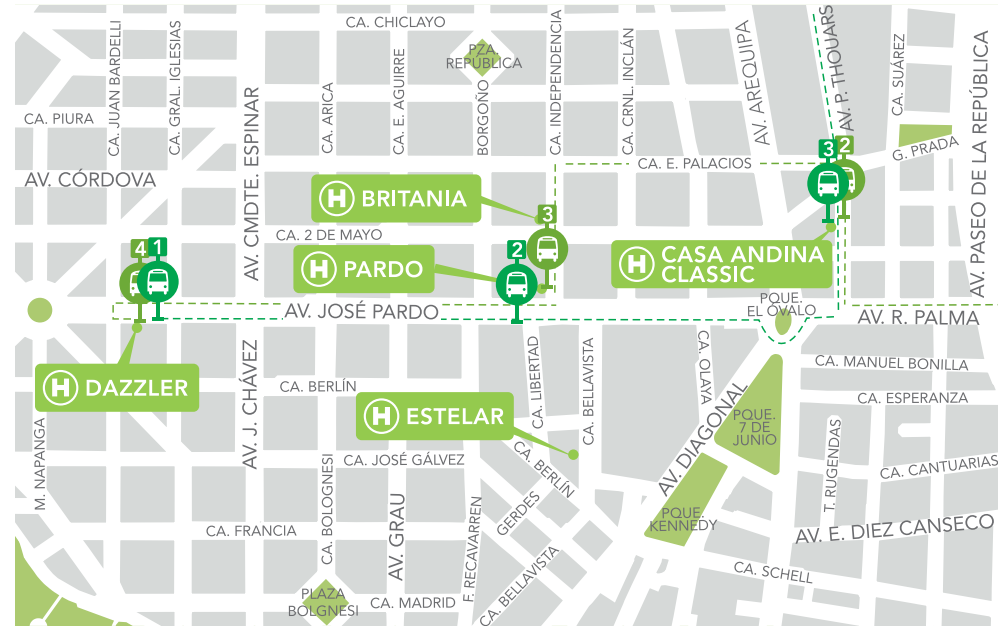 CA. CHICLAYO
CA. JUAN BARDELLI
CA. GRAL. IGLESIAS
AV. CMDTE. ESPINAR
CA. ARICA
CA. E. AGUIRRE
PZA.
REPÚBLICA
BORGOÑO
CA. INDEPENDENCIA
CA. CRNL. INCLÁN
AV. AREQUIPA
AV. P. THOUARS
CA. SUÁREZ
AV. PASEO DE LA REPÚBLICA
CA. PIURA
G. PRADA
CA. E. PALACIOS
3
2
AV. CÓRDOVA
H BRITANIA
3
CA. 2 DE MAYO
4
1
2
H PARDO
H CASA ANDINA
CLASSIC
PQUE.
EL ÓVALO
AV. JOSÉ PARDO
AV. R. PALMA
H DAZZLER
AV. J. CHÁVEZ
CA. BERLÍN
CA. LIBERTAD
CA. BELLAVISTA
CA. OLAYA
CA. MANUEL BONILLA
CA. ESPERANZA
H ESTELAR
AV. DIAGONAL
PQUE.
7 DE
JUNIO
M. NAPANGA
CA. JOSÉ GÁLVEZ
CA. BERLÍN
T. RUGENDAS
CA. CANTUARIAS
CA. BOLOGNESI
AV. GRAU
F. RECAVARREN
GERDES
PQUE.
KENNEDY
CA. FRANCIA
AV. E. DIEZ CANSECO
CA. BELLAVISTA
CA. SCHELL
PLAZA
BOLGNESI
CA. MADRID